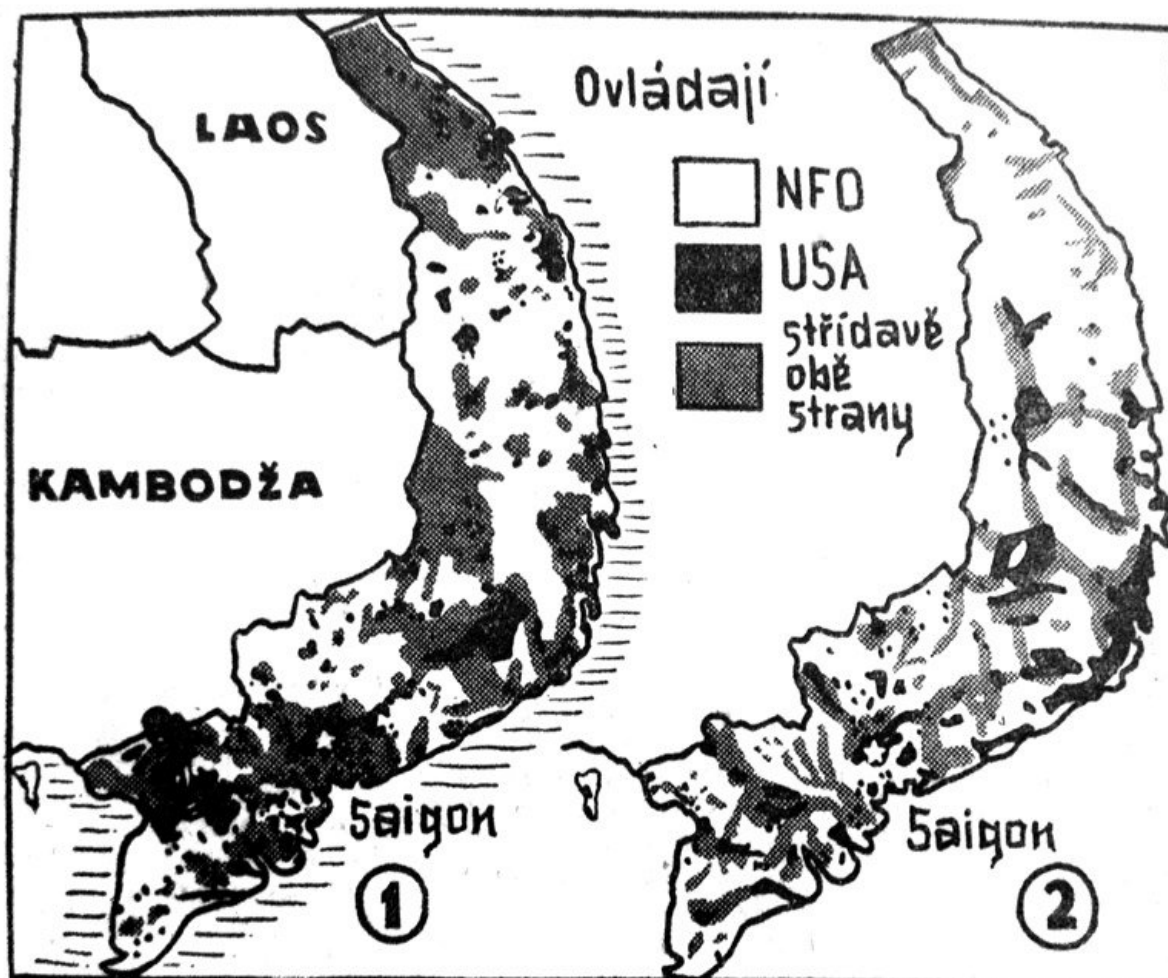 LAOS
KAMBODŽA
Saigon
1
Ovládají
NFO
USA
střídavě
obě
strany
Saigon
2